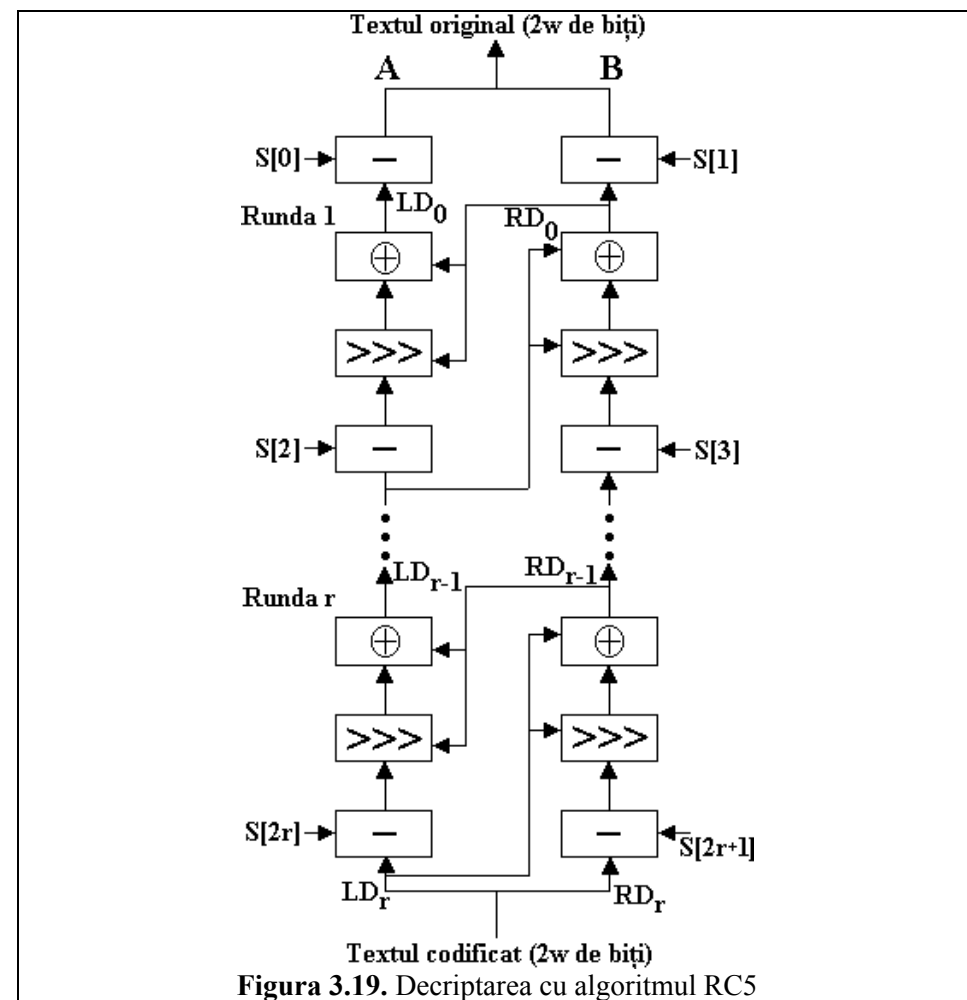 Textul original (2w de biți)
A B
S[0] – – S[1]
LD0
Runda 1 RD0
⊕ ⊕
>>> >>>
S[2] – – S[3]
LDr-1 RDr-1
Runda r
⊕ ⊕
>>> >>>
S[2r] – – S[2r+1]
LDr RDr
Textul codificat (2w de biți)
Figura 3.19. Decriptarea cu algoritmul RC5